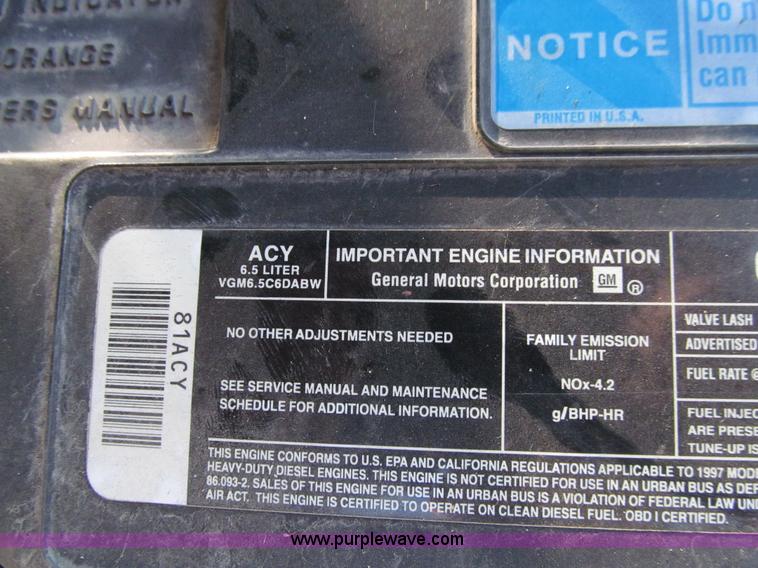 INDICATOR
ORANGE
MANUAL
NOTICE
Do
Imm
can
PRINTED IN U.S.A.
81ACY
ACY
6.5 LITER
VGM6.5C6DABW
IMPORTANT ENGINE INFORMATION
General Motors Corporation GM ®
NO OTHER ADJUSTMENTS NEEDED
SEE SERVICE MANUAL AND MAINTENANCE
SCHEDULE FOR ADDITIONAL INFORMATION.
FAMILY EMISSION
LIMIT
NOx-4.2
g/BHP-HR
VALVE LASH
ADVERTISED
FUEL RATE @
FUEL INJEC
ARE PRESE
TUNE-UP IS
THIS ENGINE CONFORMS TO U.S. EPA AND CALIFORNIA REGULATIONS APPLICABLE TO 1997 MODE
HEAVY-DUTY DIESEL ENGINES. THIS ENGINE IS NOT CERTIFIED FOR USE IN AN URBAN BUS AS DEF
86.093-2. SALES OF THIS ENGINE FOR USE IN AN URBAN BUS IS A VIOLATION OF FEDERAL LAW UND
AIR ACT. THIS ENGINE IS CERTIFIED TO OPERATE ON CLEAN DIESEL FUEL. OBD I CERTIFIED.
www.purplewave.com